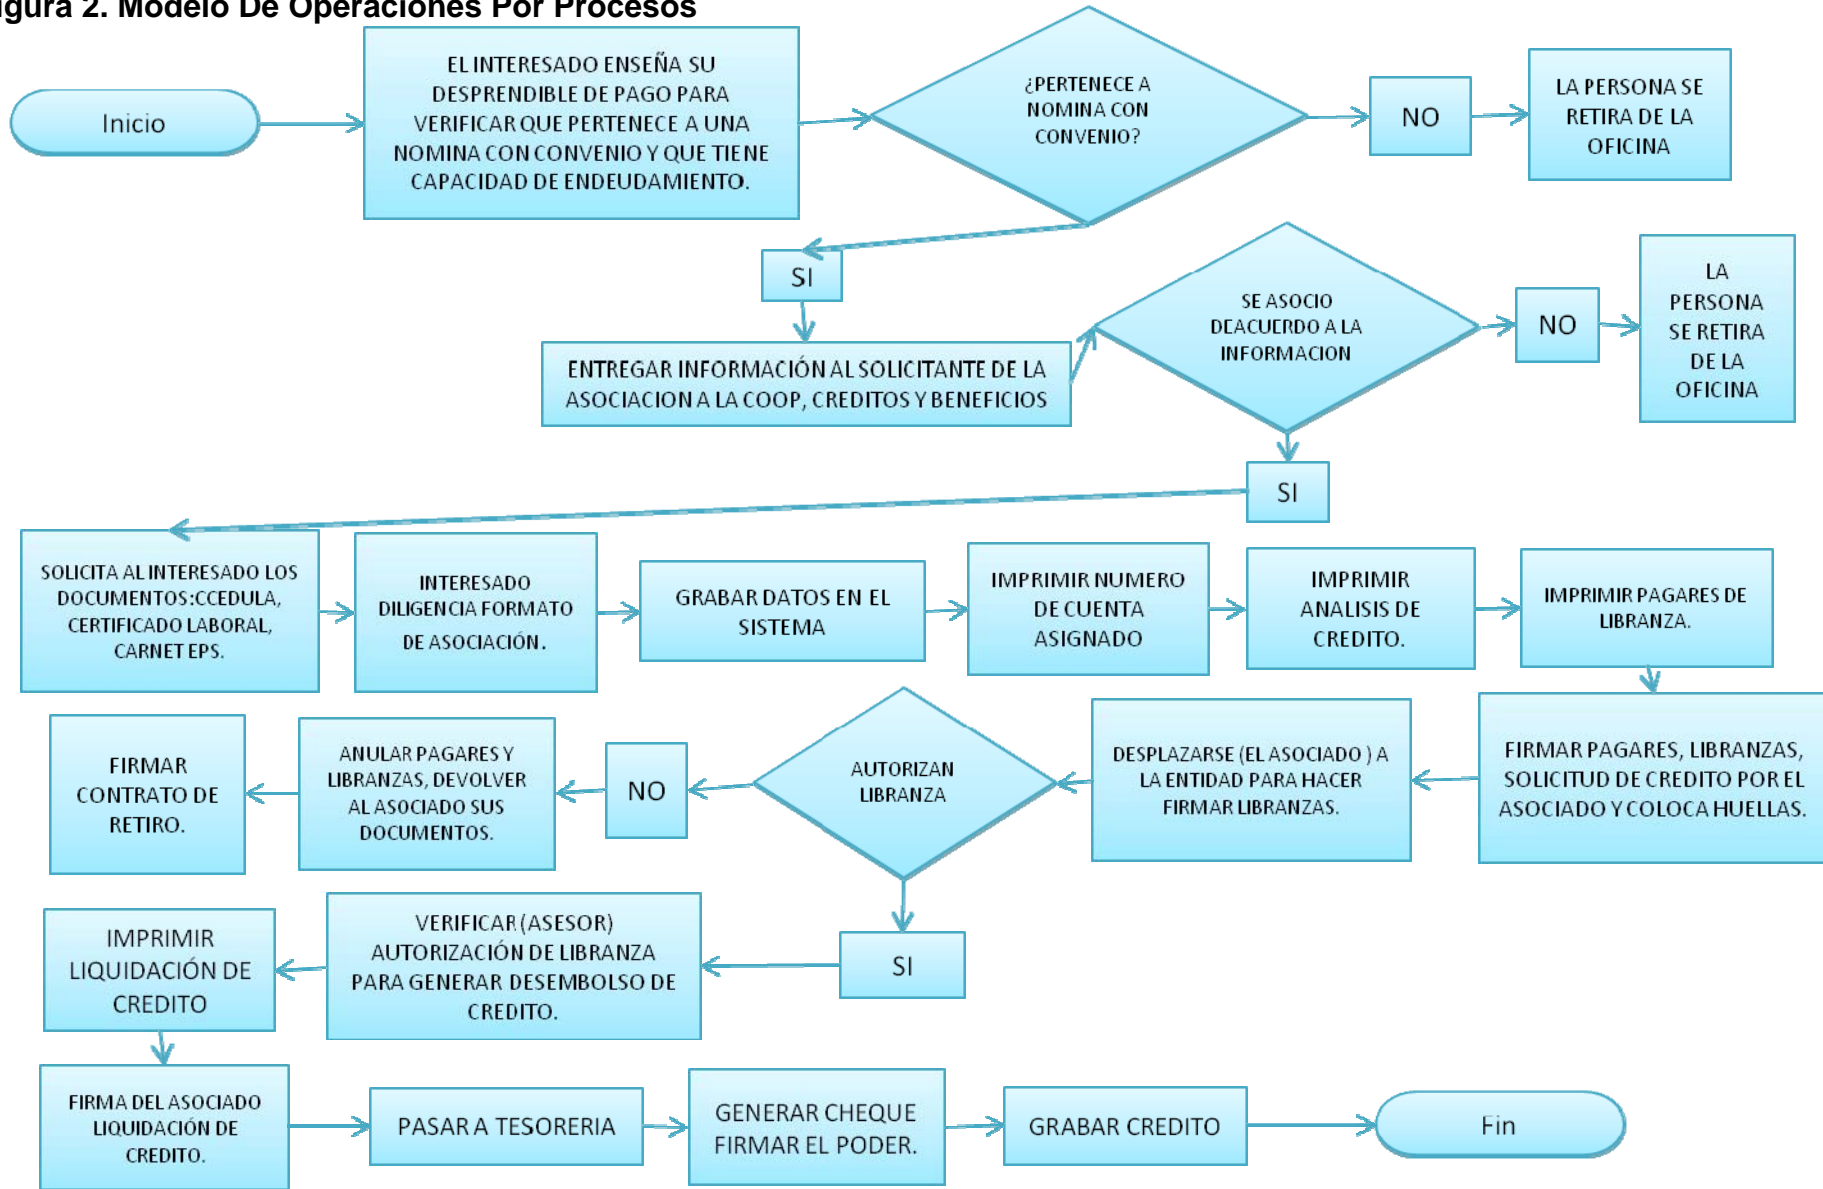 igura 2. Modelo De Operaciones Por Procesos
Inicio
EL INTERESADO ENSEÑA SU
DESPRENDIBLE DE PAGO PARA
VERIFICAR QUE PERTENECE A UNA
NOMINA CON CONVENIO Y QUE TIENE
CAPACIDAD DE ENDEUDAMIENTO.
¿PERTENECE A
NOMINA CON
CONVENIO?
NO
LA PERSONA SE
RETIRA DE LA
OFICINA
SI
ENTREGAR INFORMACIÓN AL SOLICITANTE DE LA
ASOCIACION A LA COOP, CREDITOS Y BENEFICIOS
SE ASOCIO
DEACUERDO A LA
INFORMACION
NO
LA
PERSONA
SE RETIRA
DE LA
OFICINA
SI
SOLICITA AL INTERESADO LOS
DOCUMENTOS:CCEDULA,
CERTIFICADO LABORAL,
CARNET EPS.
INTERESADO
DILIGENCIA FORMATO
DE ASOCIACIÓN.
GRABAR DATOS EN EL
SISTEMA
IMPRIMIR NUMERO
DE CUENTA
ASIGNADO
IMPRIMIR
ANALISIS DE
CREDITO.
IMPRIMIR PAGARES DE
LIBRANZA.
FIRMAR PAGARES, LIBRANZAS,
SOLICITUD DE CREDITO POR EL
ASOCIADO Y COLOCA HUELLAS.
DESPLAZARSE (EL ASOCIADO ) A
LA ENTIDAD PARA HACER
FIRMAR LIBRANZAS.
AUTORIZAN
LIBRANZA
NO
ANULAR PAGARES Y
LIBRANZAS, DEVOLVER
AL ASOCIADO SUS
DOCUMENTOS.
FIRMAR
CONTRATO DE
RETIRO.
SI
VERIFICAR (ASESOR)
AUTORIZACIÓN DE LIBRANZA
PARA GENERAR DESEMBOLSO DE
CREDITO.
IMPRIMIR
LIQUIDACIÓN DE
CREDITO
FIRMA DEL ASOCIADO
LIQUIDACIÓN DE
CREDITO.
PASAR A TESORERIA
GENERAR CHEQUE
FIRMAR EL PODER.
GRABAR CREDITO
Fin